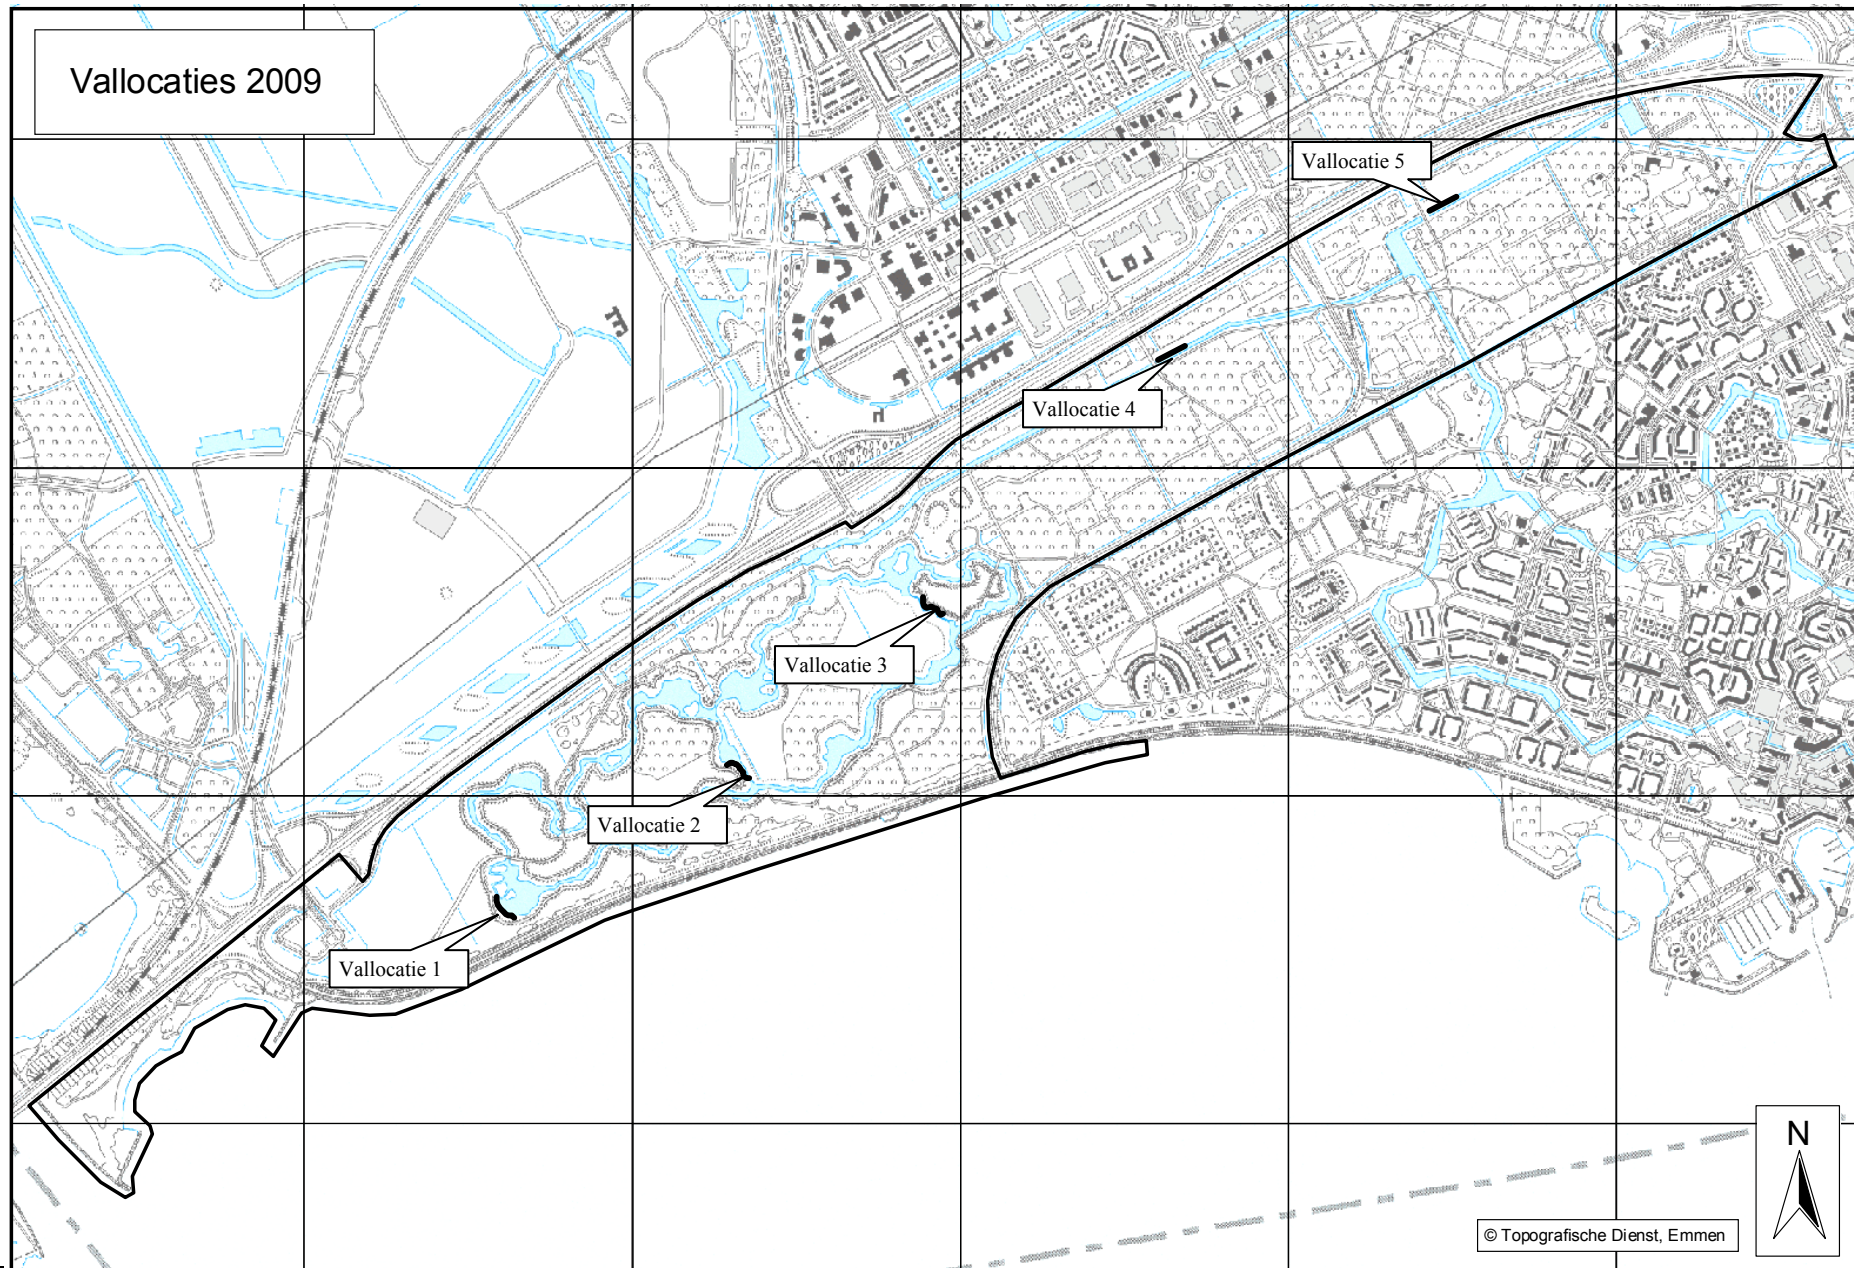 Vallocaties 2009
Vallocatie 5
Vallocatie 4
Vallocatie 3
Vallocatie 2
Vallocatie 1
N
© Topografische Dienst, Emmen